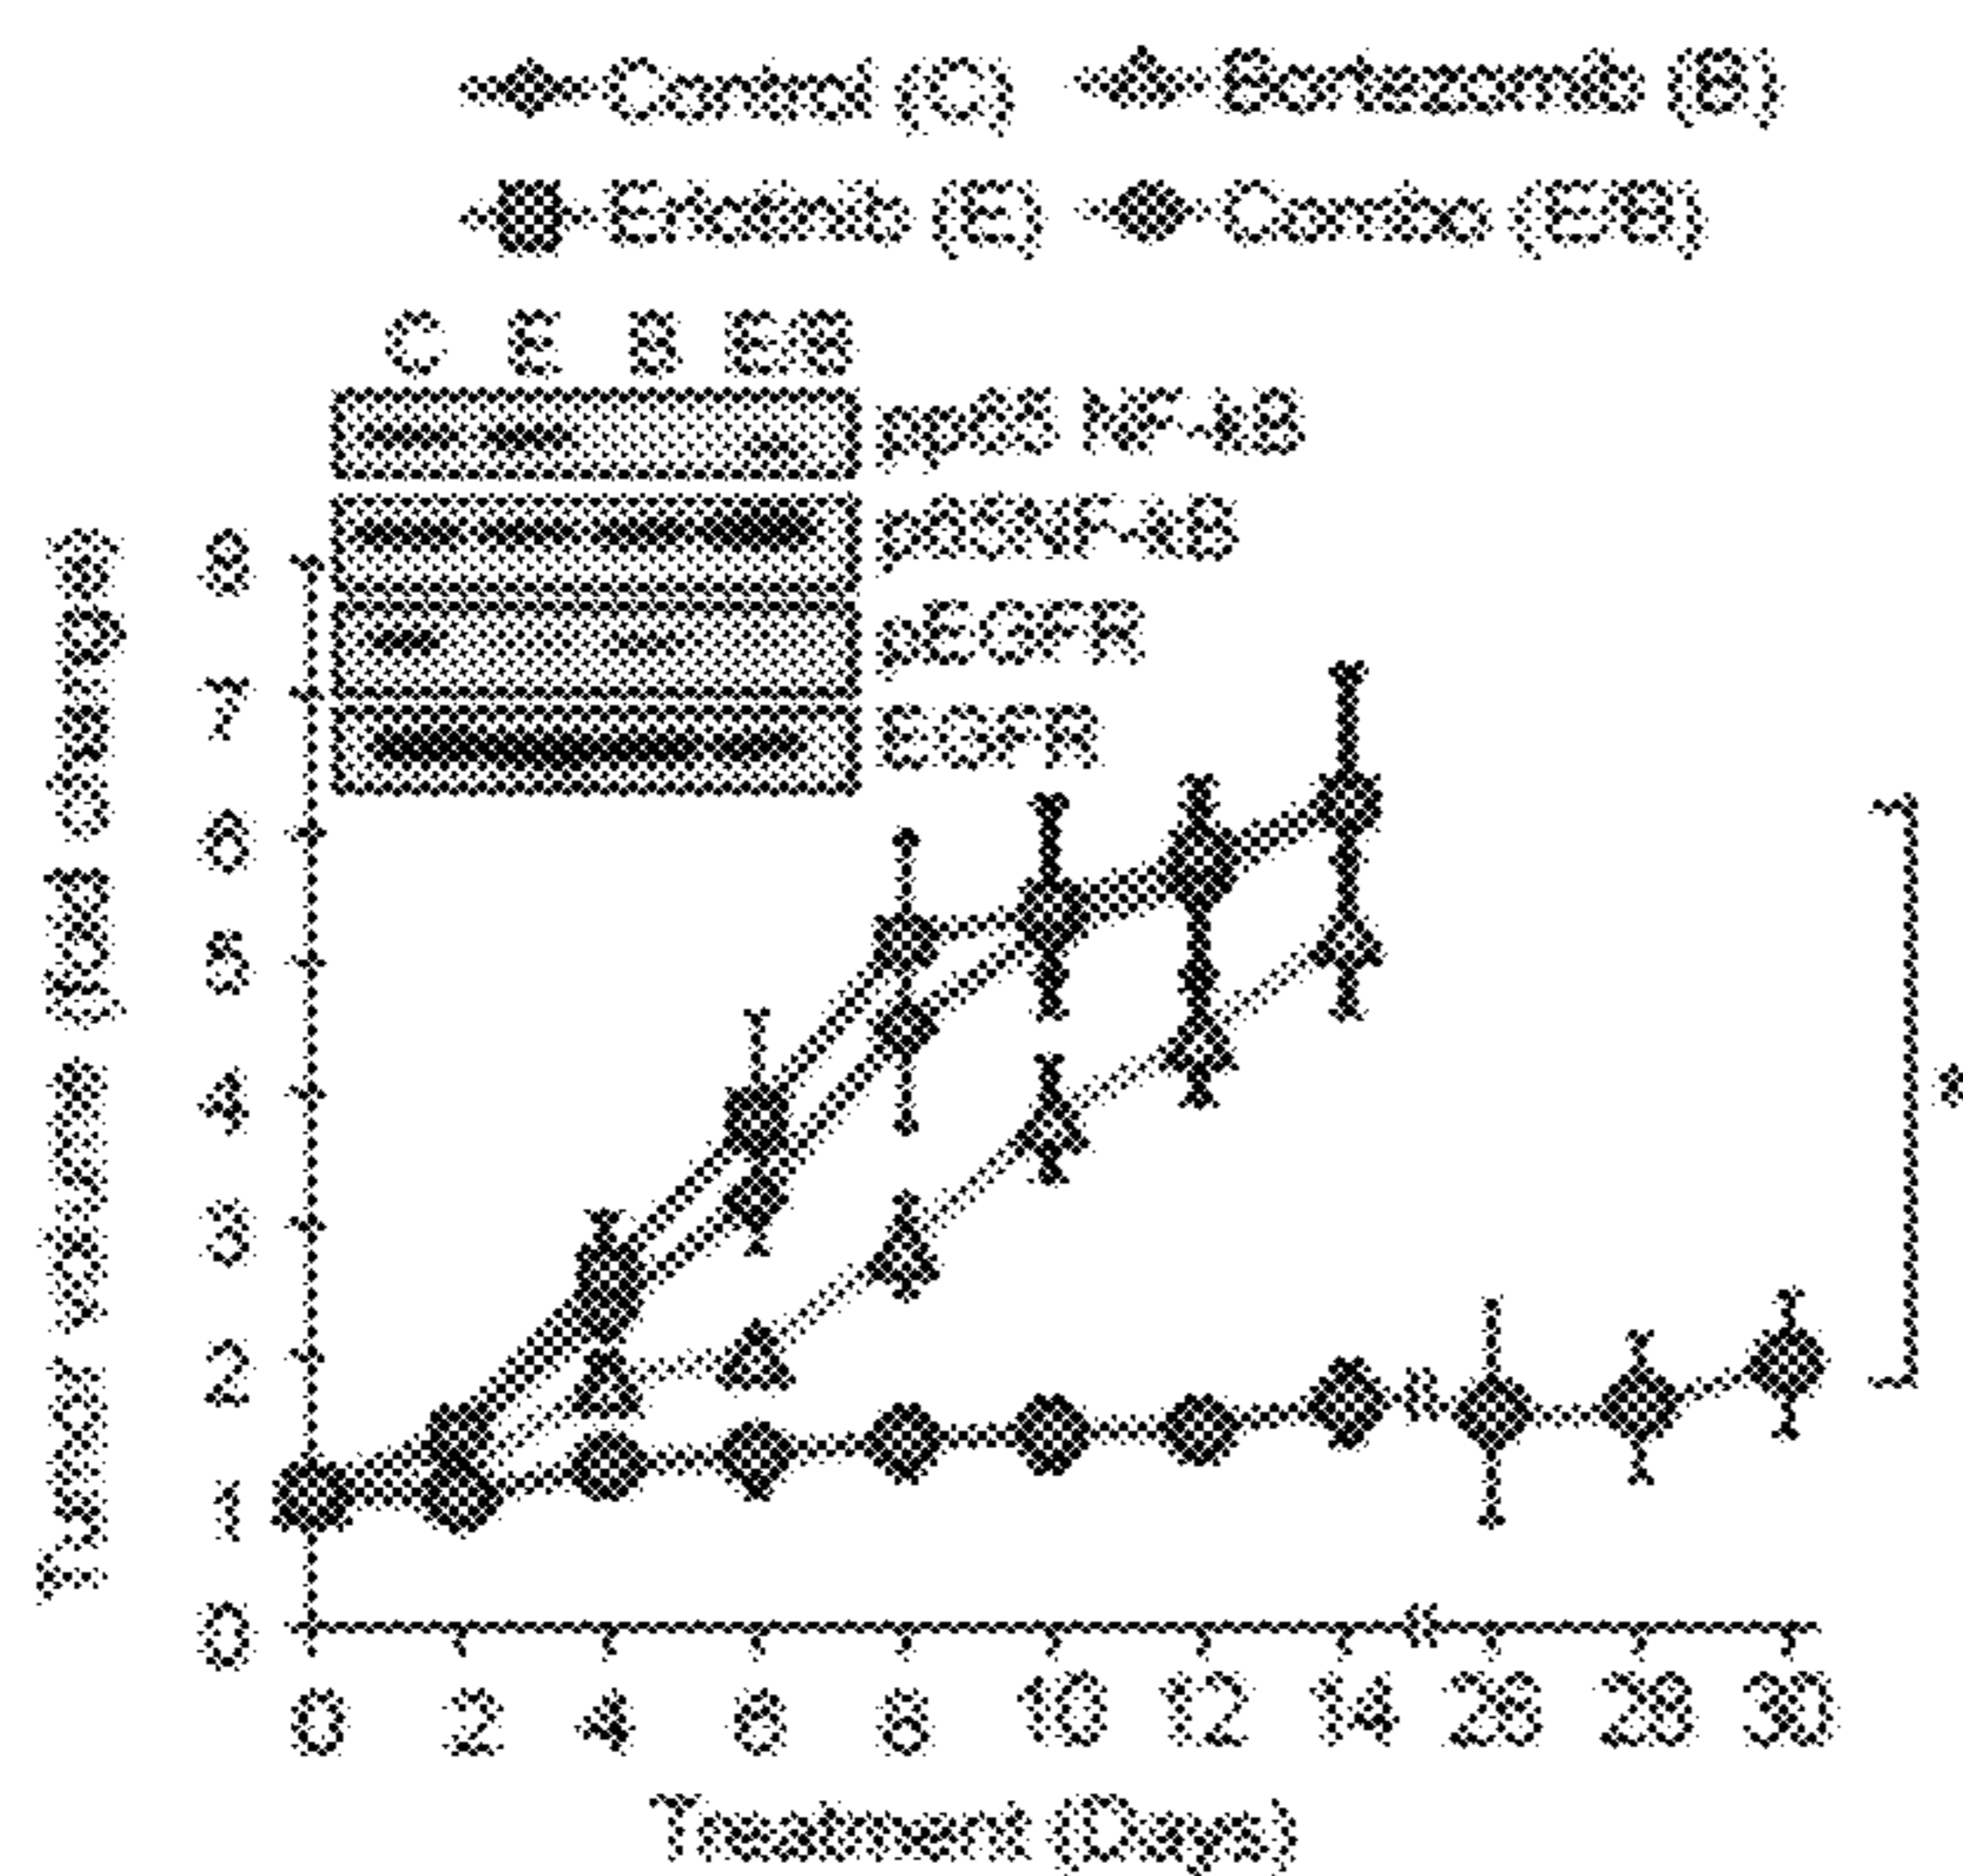 Control (C) Bortezomib (B)
Erlotinib (E) Combo (EB)
C E B EB
pp65 NF-κB
p65NF-κB
pEGFR
EGFR
8
7
6
5
4
3
2
1
0
*
0 2 4 6 8 10 12 14 26 28 30
Treatment (Days)